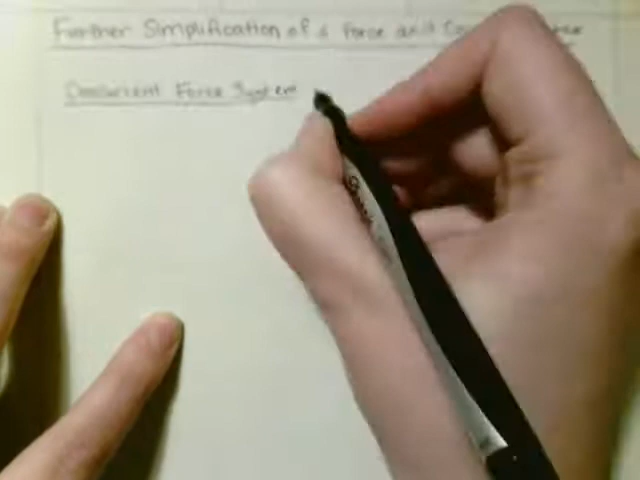 Further Simplification of a Force and
Concurrent Force System